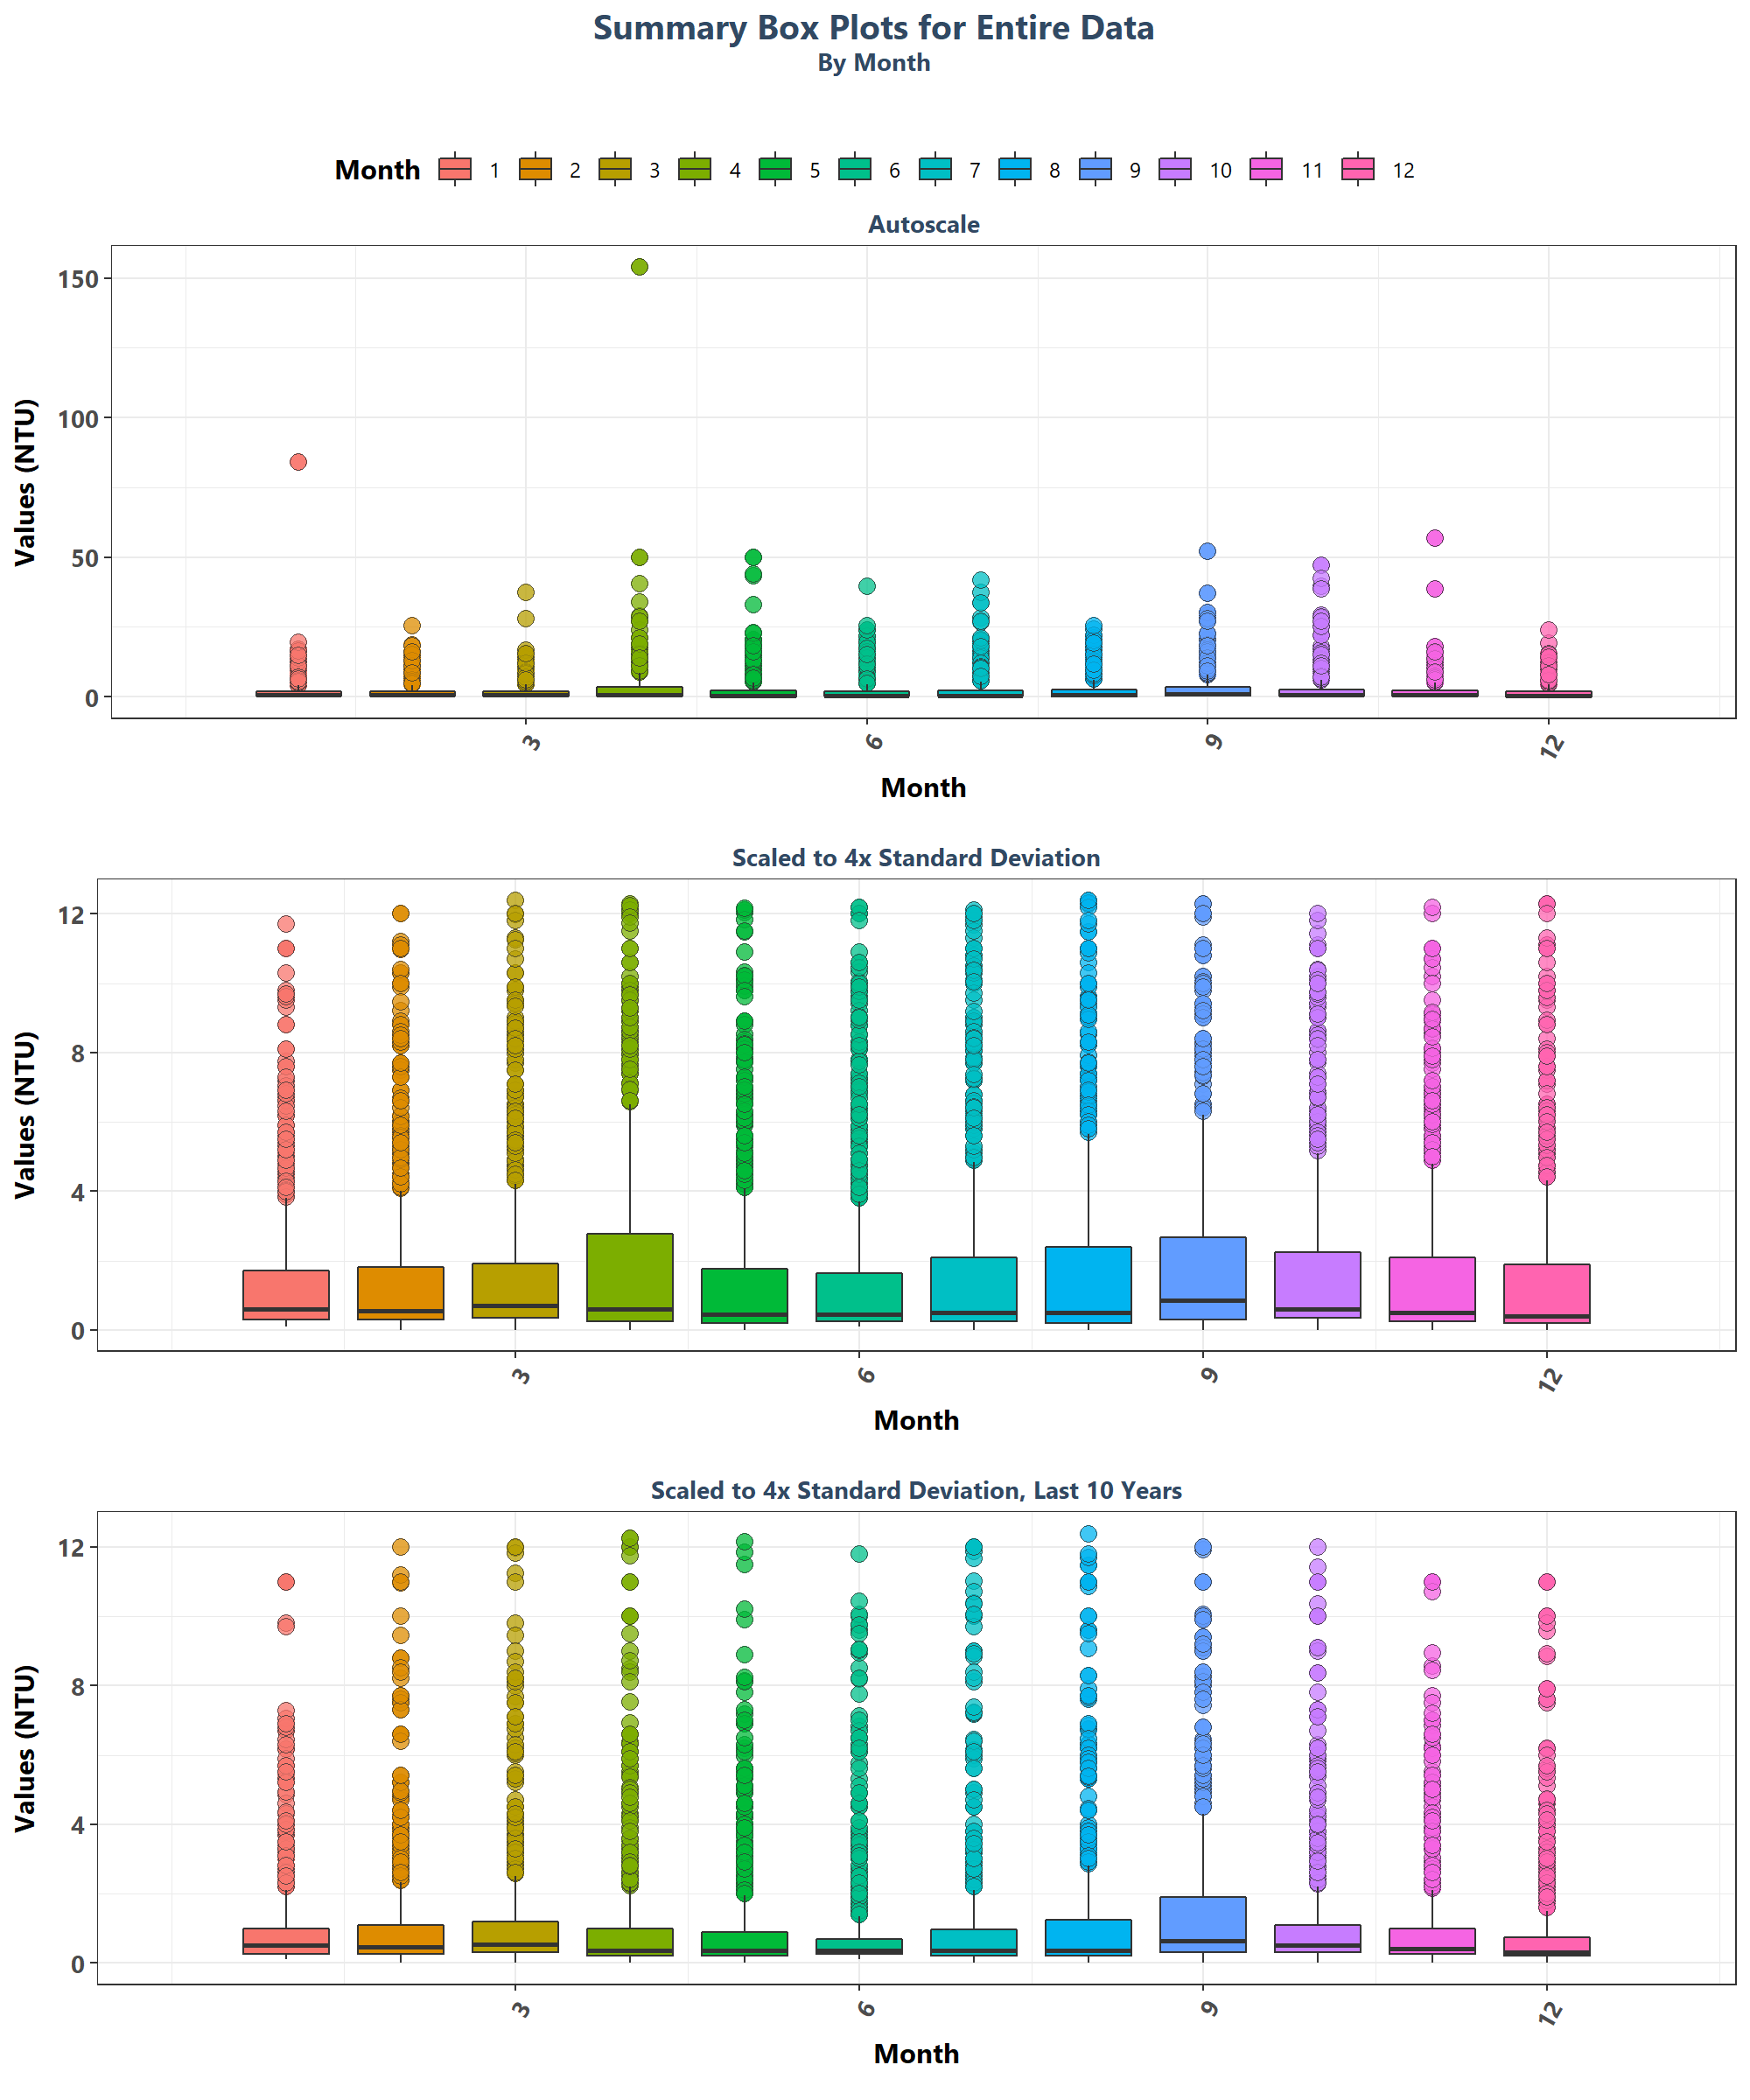 Summary Box Plots for Entire Data
By Month
Month 1 2 3 4 5 6 7 8 9 10 11 12
Autoscale
Values (NTU)
150
100
50
0
3 6 9 12
Month
Scaled to 4x Standard Deviation
Values (NTU)
12
8
4
0
3 6 9 12
Month
Scaled to 4x Standard Deviation, Last 10 Years
Values (NTU)
12
8
4
0
3 6 9 12
Month